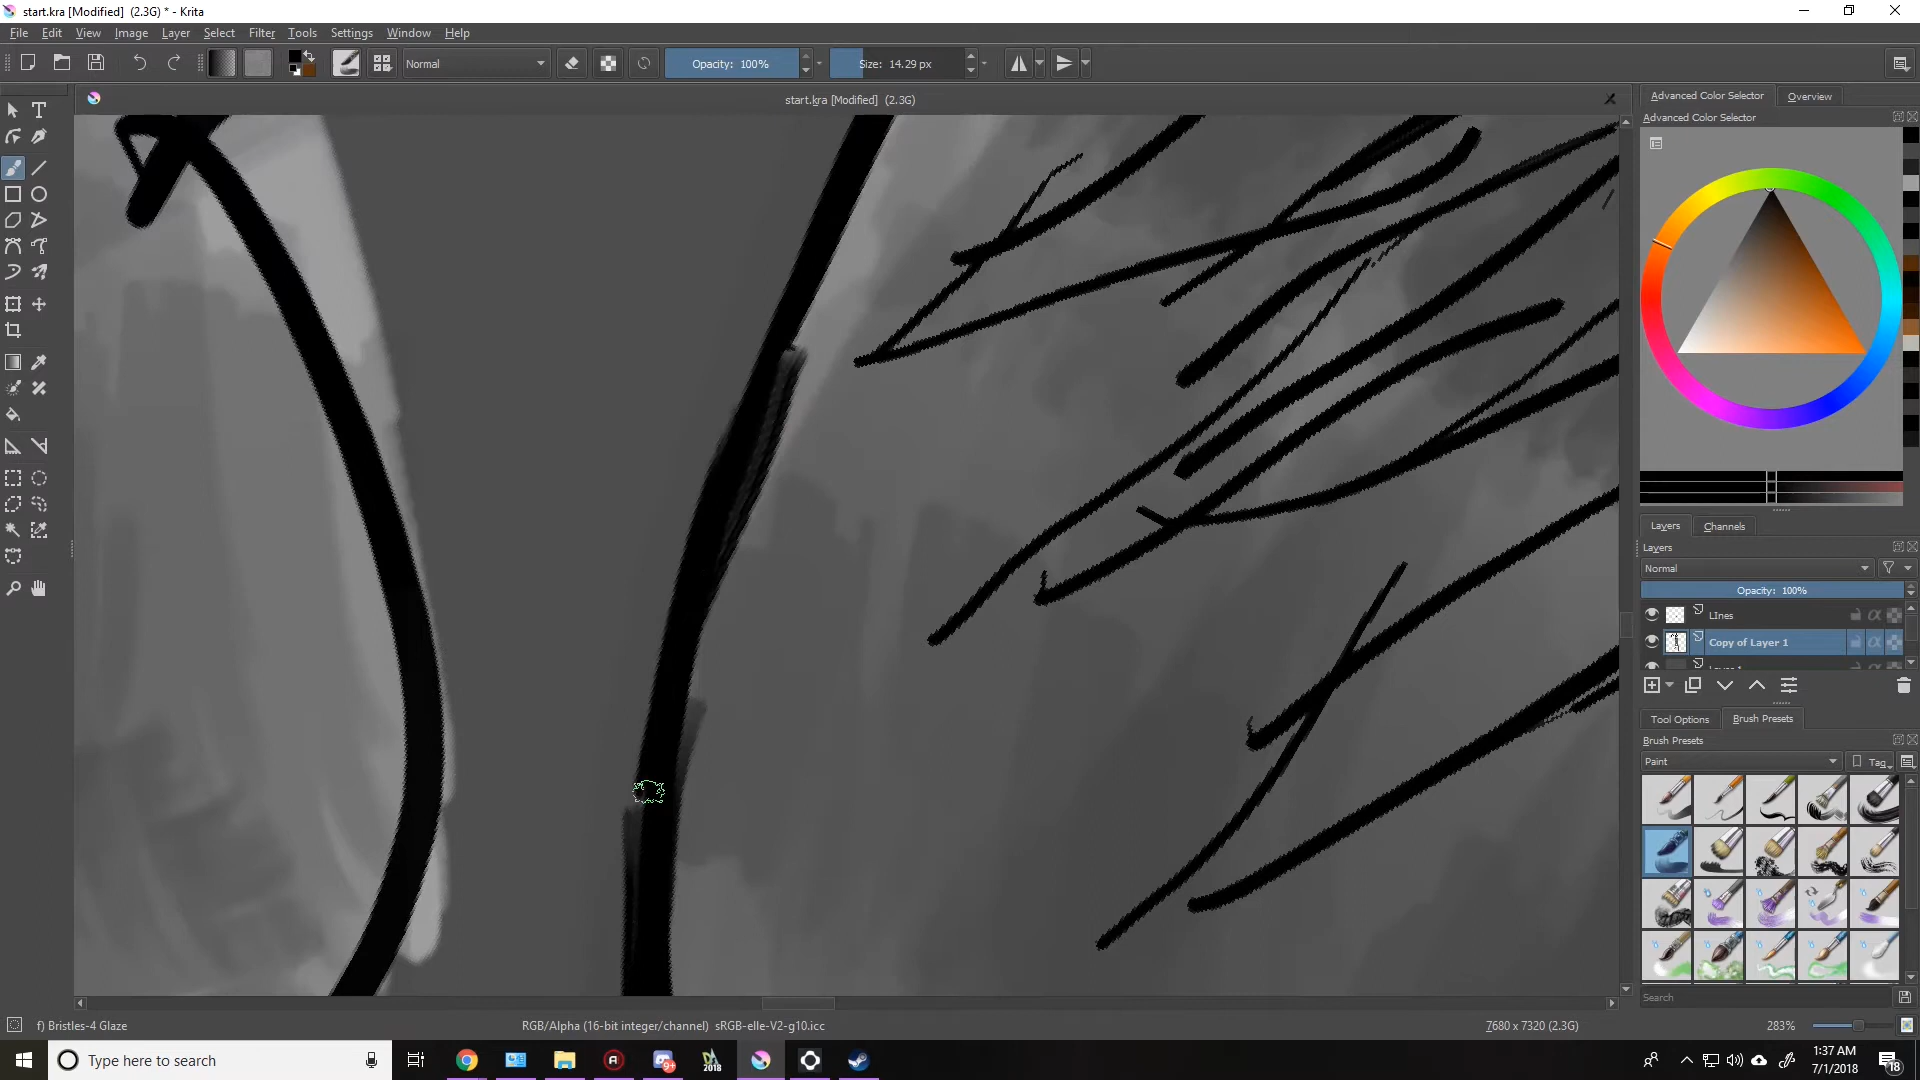 start.kra [Modified]  (2.3G) * - Krita
File Edit View Image Layer Select Filter Tools Settings Window Help
Normal Opacity:  100% Size:  14.29 px
start.kra [Modified]  (2.3G)
Advanced Color Selector Overview
Advanced Color Selector
Layers Channels
Layers
Normal
Opacity:  100%
LInes
Copy of Layer 1
Tool Options Brush Presets
Brush Presets
Paint Tag
Search
f) Bristles-4 Glaze RGB/Alpha (16-bit integer/channel)  sRGB-elle-V2-g10.icc 7680 x 7320 (2.3G) 283%
Type here to search 2018 9+ 1:37 AM
7/1/2018 18